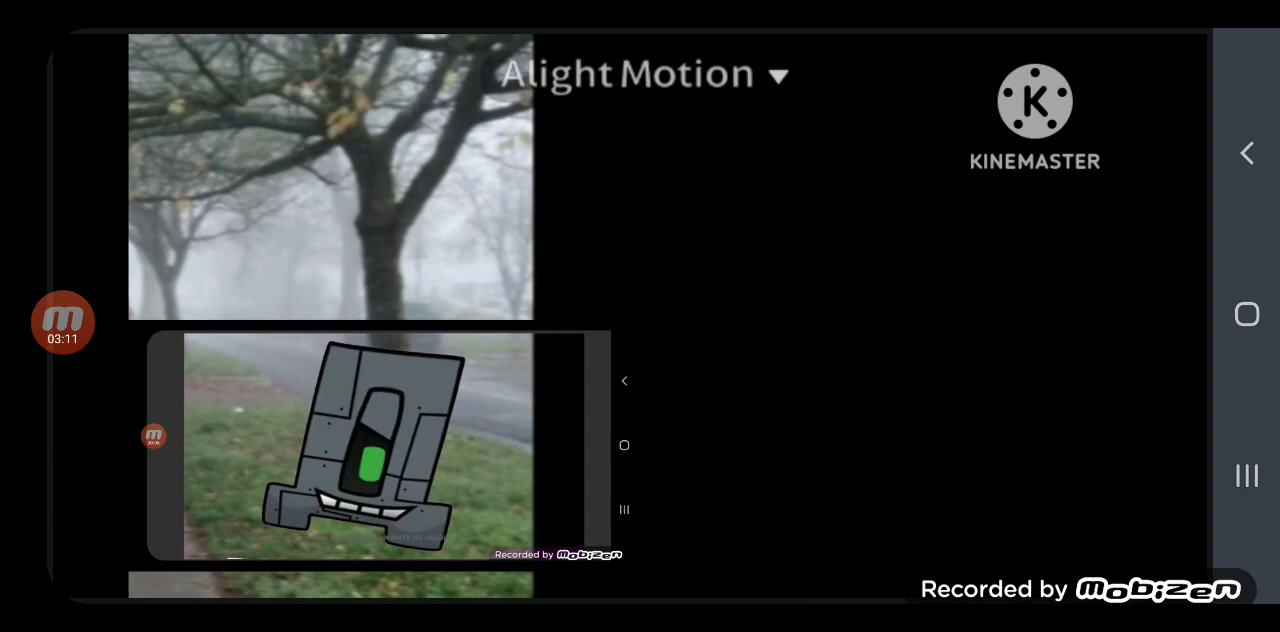 Alight Motion
K
KINEMASTER
m
03:11
m
Recorded by mobizen
Recorded by mobizen